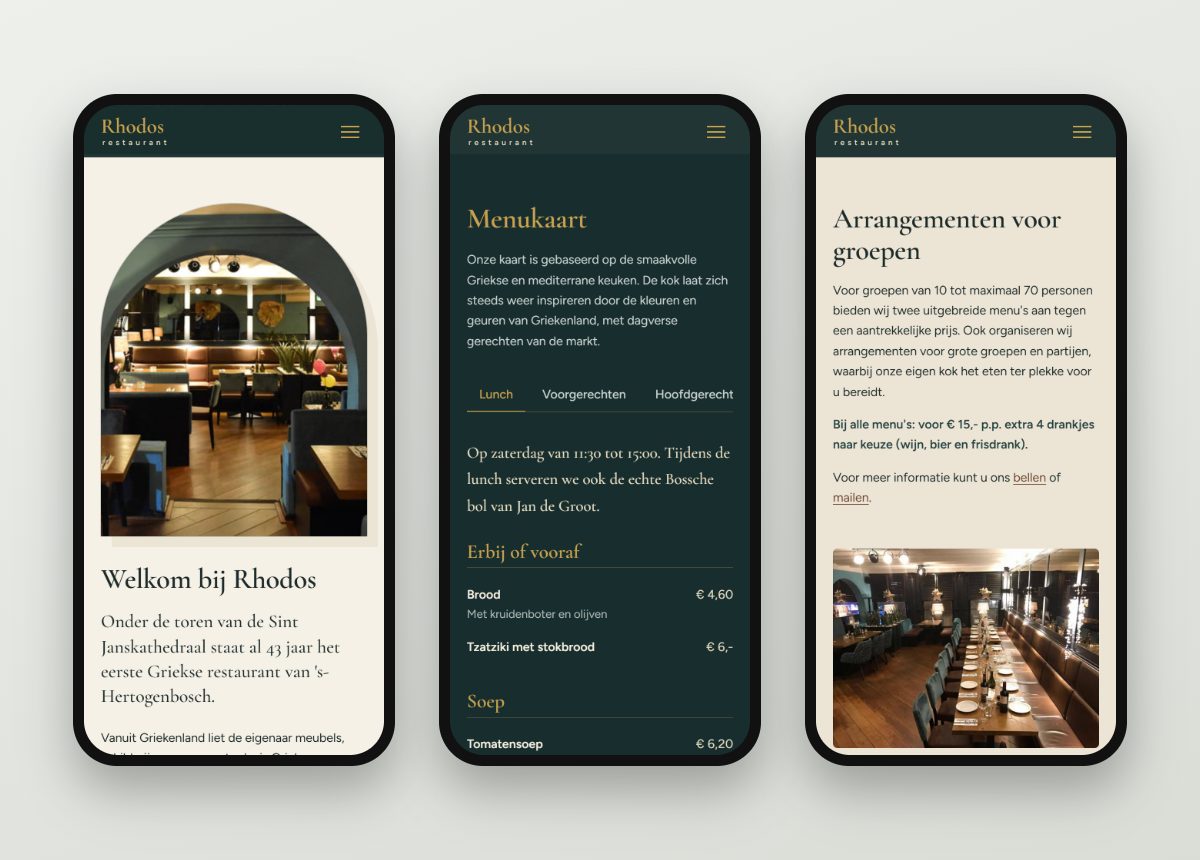 Rhodos
restaurant
Welkom bij Rhodos
Onder de toren van de Sint
Janskathedraal staat al 43 jaar het
eerste Griekse restaurant van 's-
Hertogenbosch.
Vanuit Griekenland liet de eigenaar meubels,
Rhodos
restaurant
Menukaart
Onze kaart is gebaseerd op de smaakvolle
Griekse en mediterrane keuken. De kok laat zich
steeds weer inspireren door de kleuren en
geuren van Griekenland, met dagverse
gerechten van de markt.
Lunch Voorgerechten Hoofdgerecht
Op zaterdag van 11:30 tot 15:00. Tijdens de
lunch serveren we ook de echte Bossche
bol van Jan de Groot.
Erbij of vooraf
Brood € 4,60
Met kruidenboter en olijven
Tzatziki met stokbrood € 6,-
Soep
Tomatensoep € 6,20
Rhodos
restaurant
Arrangementen voor
groepen
Voor groepen van 10 tot maximaal 70 personen
bieden wij twee uitgebreide menu's aan tegen
een aantrekkelijke prijs. Ook organiseren wij
arrangementen voor grote groepen en partijen,
waarbij onze eigen kok het eten ter plekke voor
u bereidt.
Bij alle menu's: voor € 15,- p.p. extra 4 drankjes
naar keuze (wijn, bier en frisdrank).
Voor meer informatie kunt u ons bellen of
mailen.